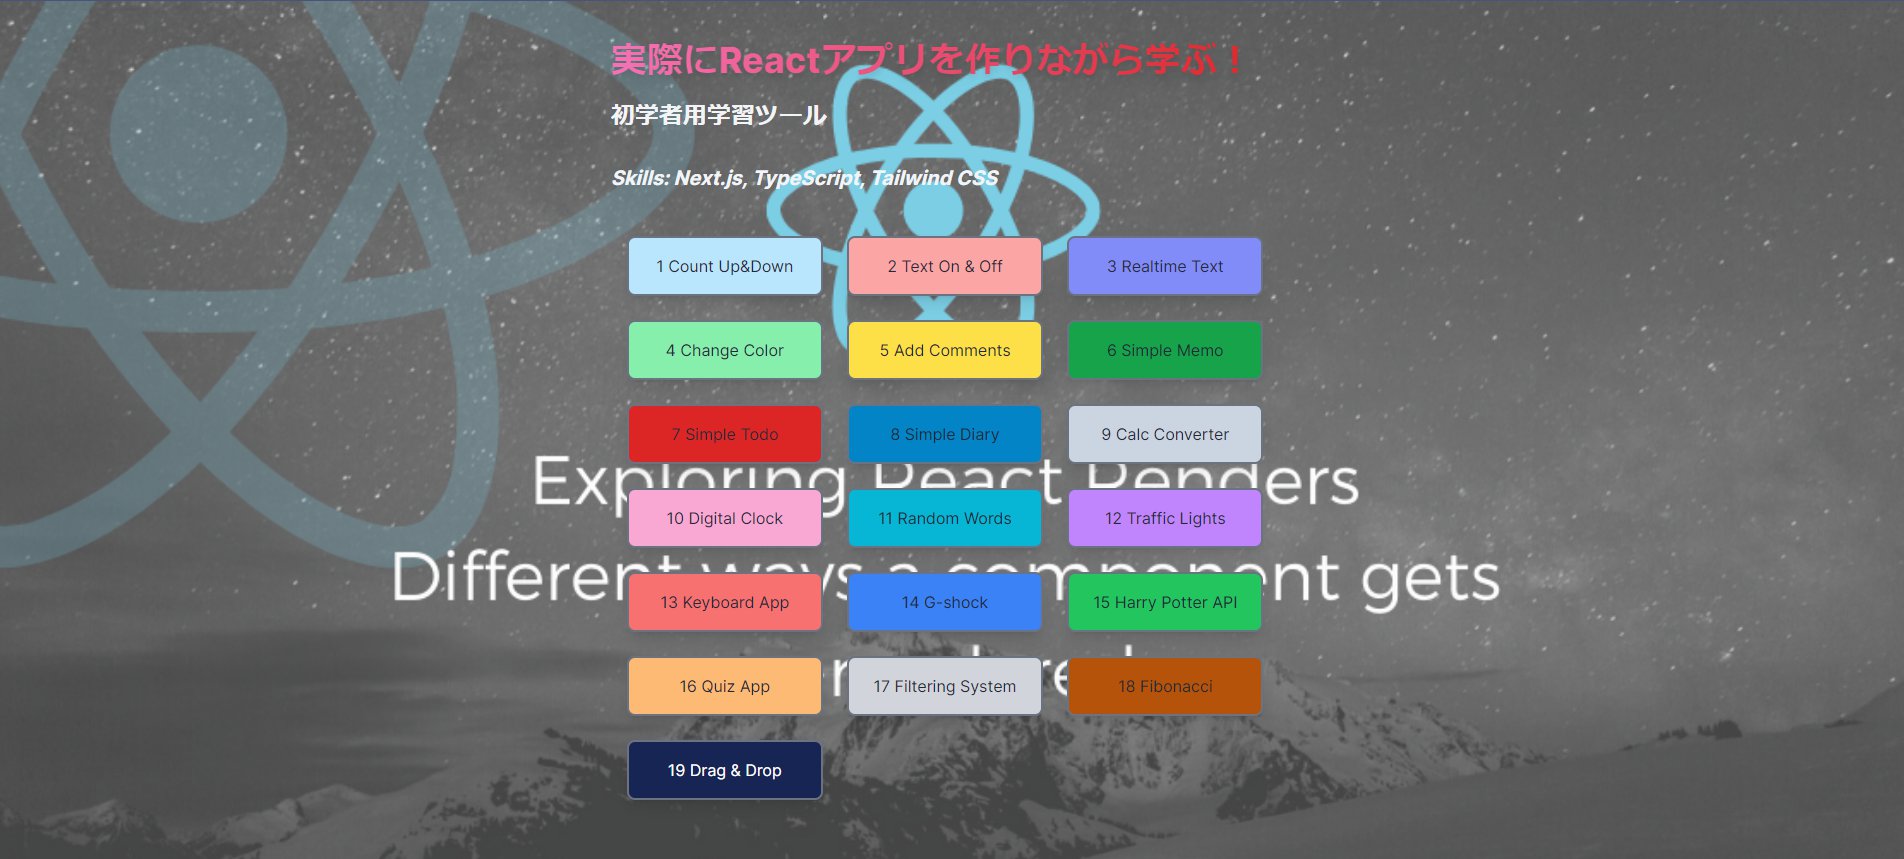 実際にReactアプリを作りながら学ぶ！
初学者用学習ツール
Skills: Next.js, TypeScript, Tailwind CSS
1 Count Up&Down
2 Text On & Off
3 Realtime Text
4 Change Color
5 Add Comments
6 Simple Memo
7 Simple Todo
8 Simple Diary
9 Calc Converter
Exploring React Renders
10 Digital Clock
11 Random Words
12 Traffic Lights
Different ways a component gets
13 Keyboard App
14 G-shock
15 Harry Potter API
16 Quiz App
17 Filtering System
18 Fibonacci
19 Drag & Drop